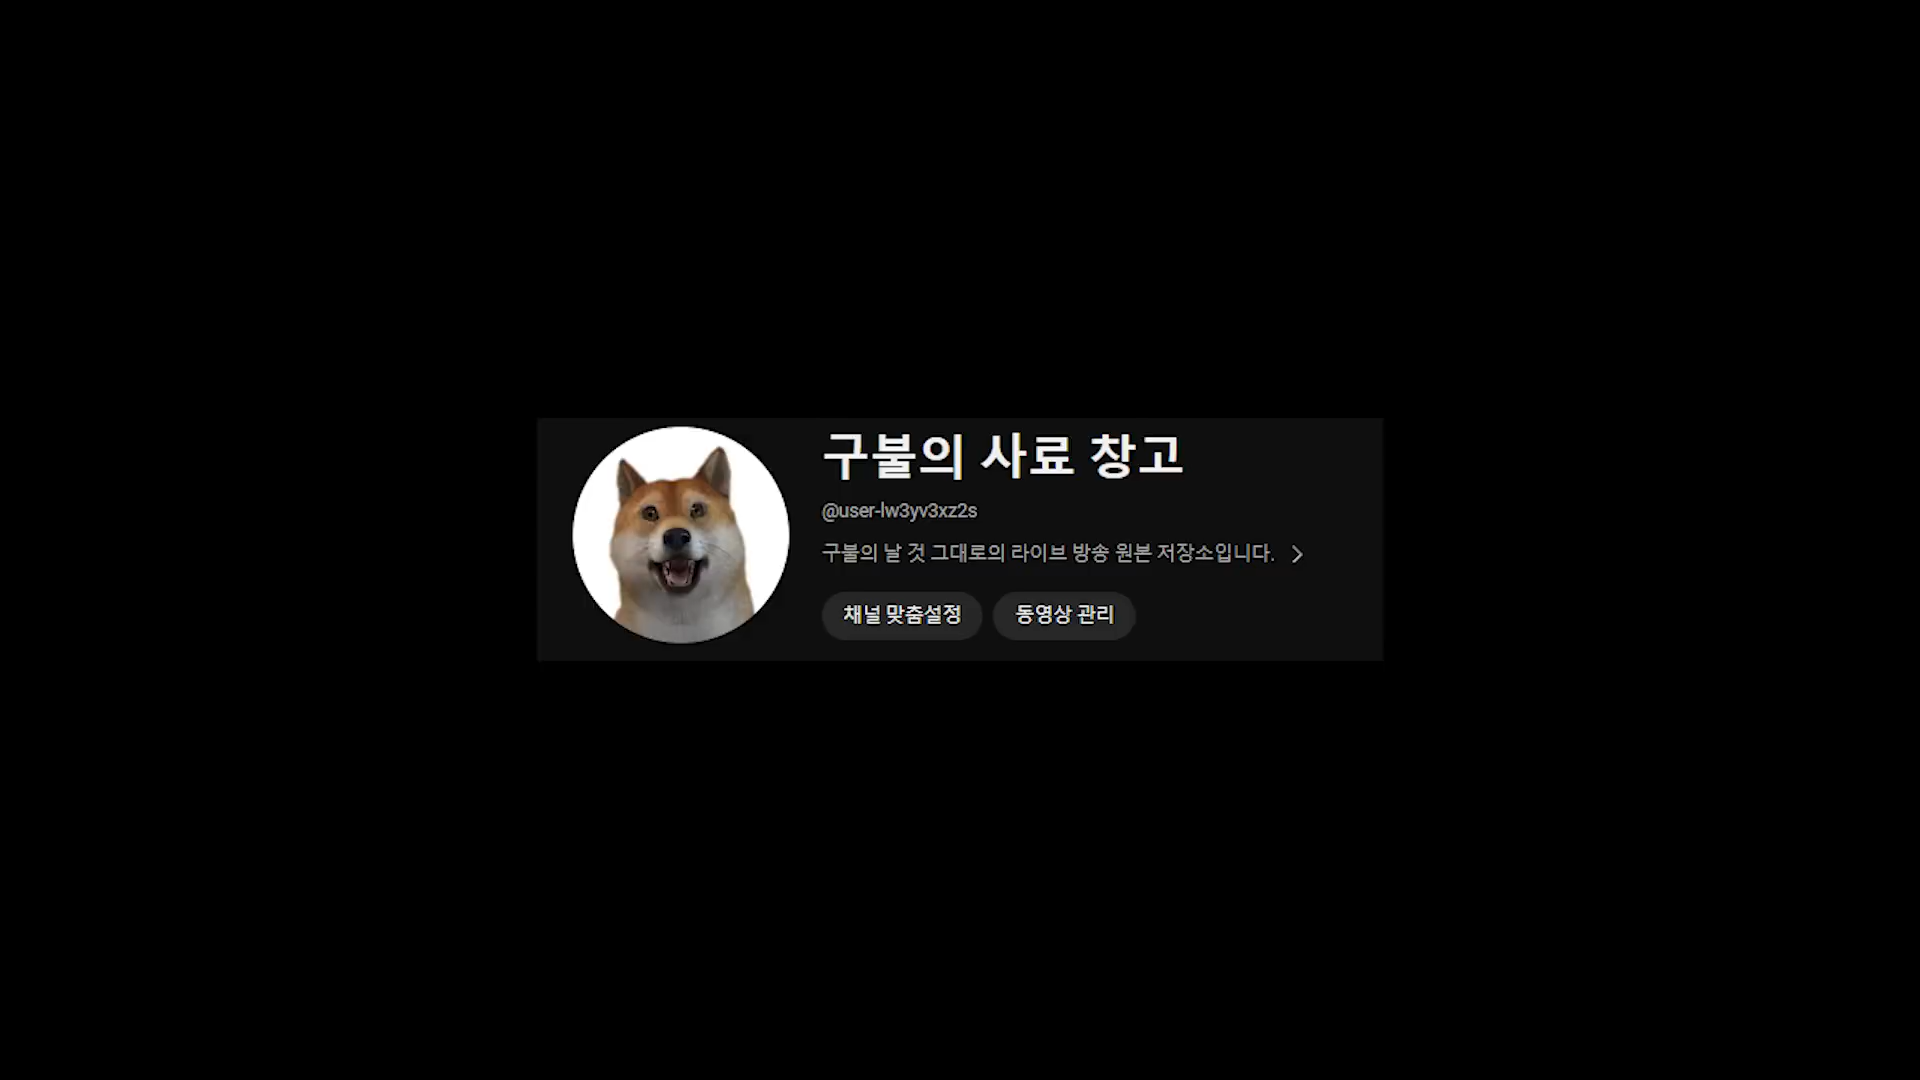 구불의 사료 창고
@user-lw3yv3xz2s
구불의 날 것 그대로의 라이브 방송 원본 저장소입니다.
채널 맞춤설정 동영상 관리